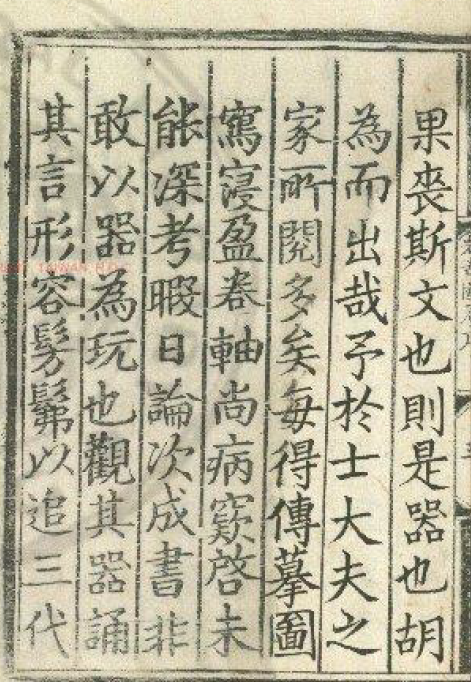 果喪斯文也則是器也胡
為而出哉予於士大夫之
家所閱多矣每得傳摹圖
寫寖盈卷軸尚病窾啓未
能深考暇日論次成書非
敢以器為玩也觀其器誦
其言形容髣髴以追三代